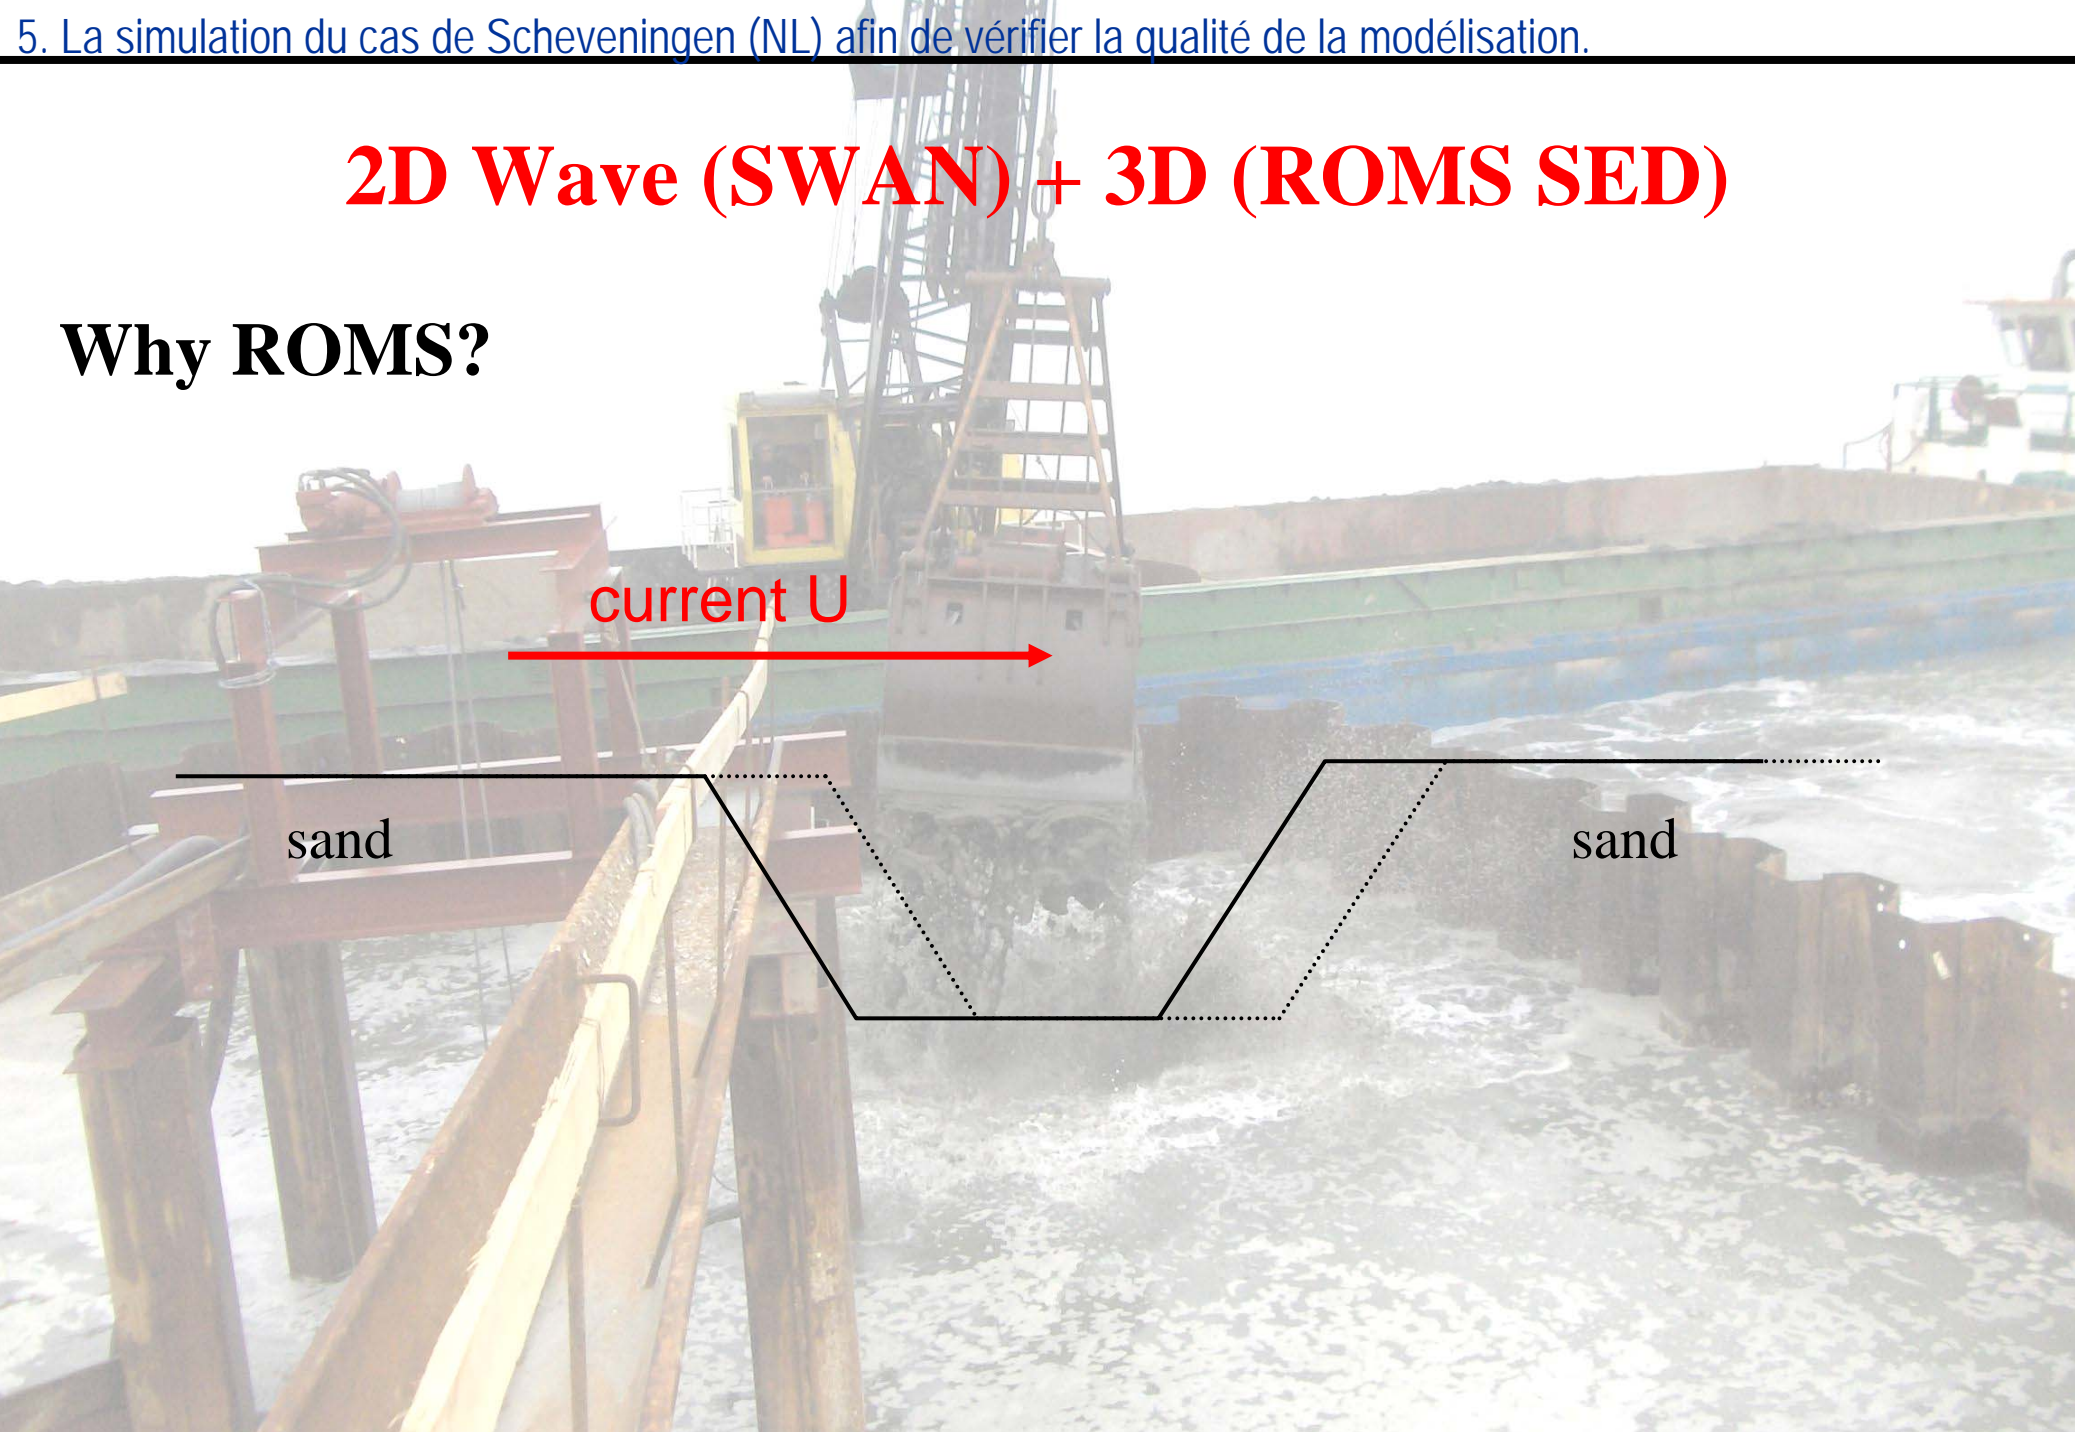 5. La simulation du cas de Scheveningen (NL) afin de vérifier la qualité de la modélisation.
2D Wave (SWAN) + 3D (ROMS SED)
Why ROMS?
current U
sand
sand